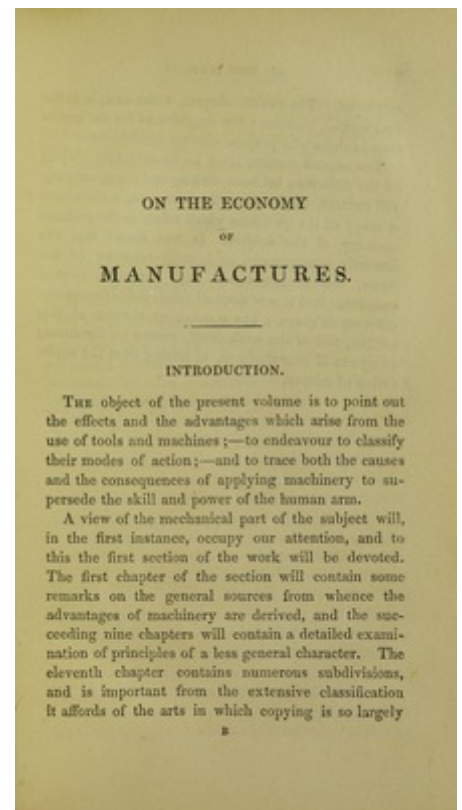 ON THE ECONOMY
OF
MANUFACTURES.
INTRODUCTION.
THE object of the present volume is to point out
the effects and the advantages which arise from the
use of tools and machines;—to endeavour to classify
their modes of action;—and to trace both the causes
and the consequences of applying machinery to su-
persede the skill and power of the human arm.
A view of the mechanical part of the subject will,
in the first instance, occupy our attention, and to
this the first section of the work will be devoted.
The first chapter of the section will contain some
remarks on the general sources from whence the
advantages of machinery are derived, and the suc-
ceeding nine chapters will contain a detailed exami-
nation of principles of a less general character. The
eleventh chapter contains numerous subdivisions,
and is important from the extensive classification
it affords of the arts in which copying is so largely
B